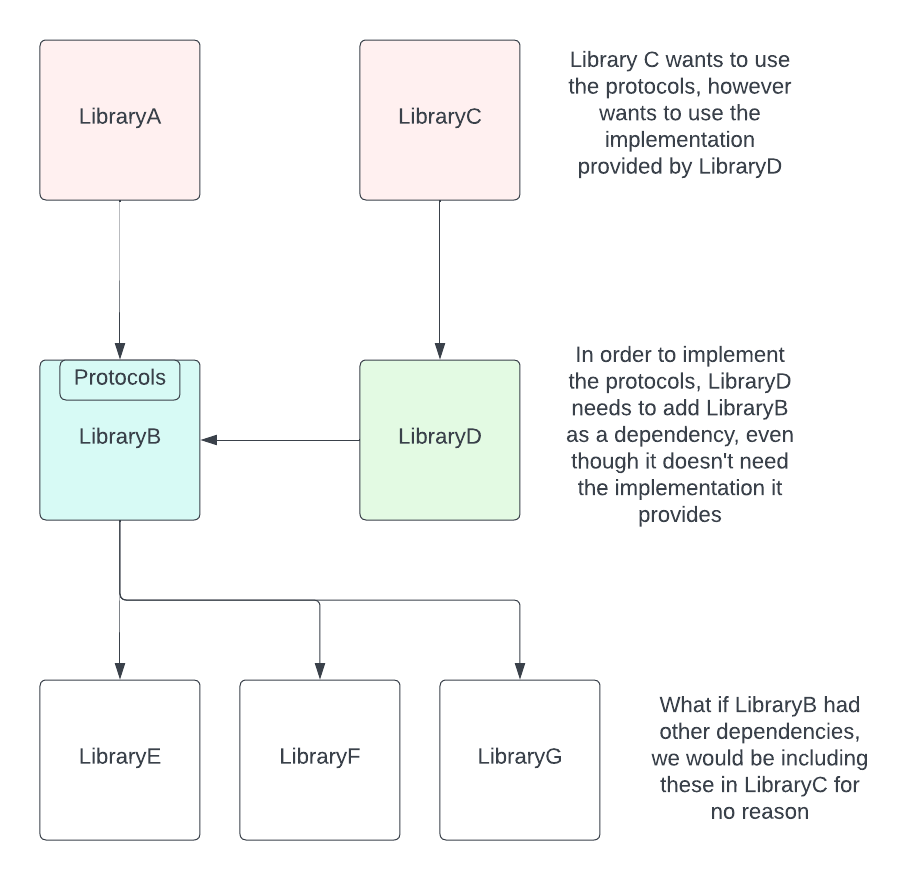 LibraryA
LibraryC
Library C wants to use
the protocols, however
wants to use the
implementation
provided by LibraryD
Protocols
LibraryB
LibraryD
In order to implement
the protocols, LibraryD
needs to add LibraryB
as a dependency, even
though it doesn't need
the implementation it
provides
LibraryE
LibraryF
LibraryG
What if LibraryB had
other dependencies,
we would be including
these in LibraryC for
no reason